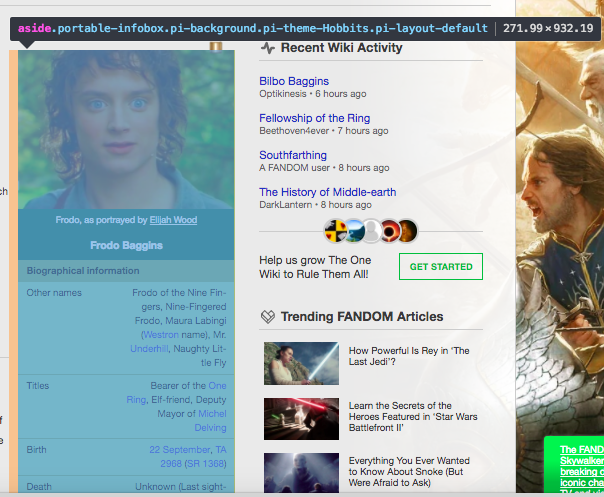 aside.portable-infobox.pi-background.pi-theme-Hobbits.pi-layout-default | 271.99 × 932.19
Frodo, as portrayed by Elijah Wood
Frodo Baggins
Biographical information
Other names
Frodo of the Nine Fin-
gers, Nine-Fingered
Frodo, Maura Labingi
(Westron name), Mr.
Underhill, Naughty Lit-
tle Fly
Titles
Bearer of the One
Ring, Elf-friend, Deputy
Mayor of Michel
Delving
Birth
22 September, TA
2968 (SR 1368)
Death
Unknown (Last sight-
ch
f
e
Recent Wiki Activity
Bilbo Baggins
Optikinesis • 6 hours ago
Fellowship of the Ring
Beethoven4ever • 7 hours ago
Southfarthing
A FANDOM user • 8 hours ago
The History of Middle-earth
DarkLantern • 8 hours ago
Help us grow The One
Wiki to Rule Them All!
GET STARTED
Trending FANDOM Articles
How Powerful Is Rey in ‘The
Last Jedi’?
Learn the Secrets of the
Heroes Featured in ‘Star Wars
Battlefront II’
Everything You Ever Wanted
to Know About Snoke (But
Were Afraid to Ask)
The FAND
Skywalker
breaking c
iconic cha